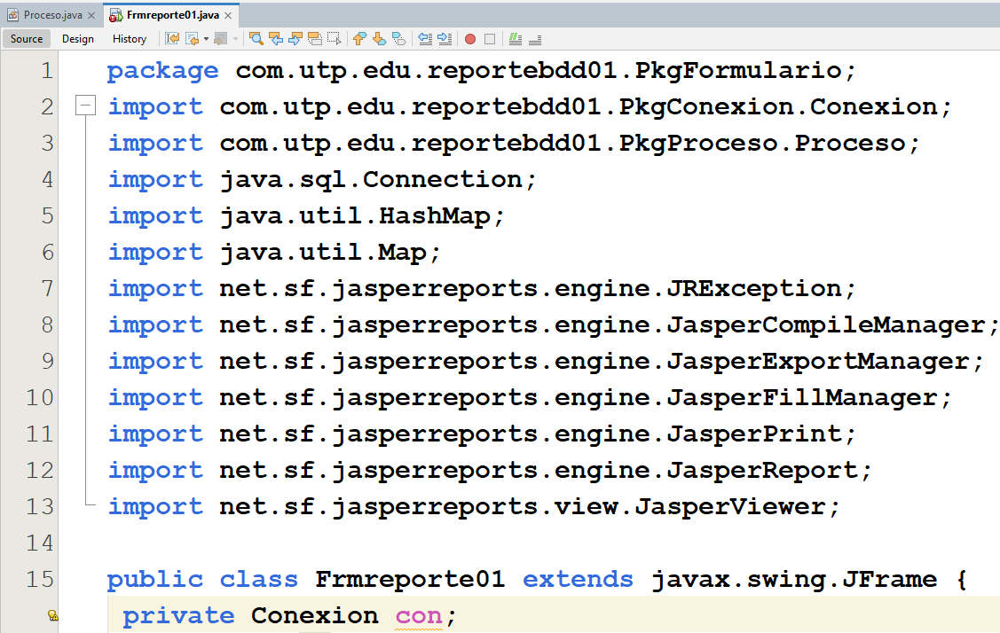 Proceso.java Frmreporte01.java
Source Design History
1 package com.utp.edu.reportebdd01.PkgFormulario;
2 import com.utp.edu.reportebdd01.PkgConexion.Conexion;
3 import com.utp.edu.reportebdd01.PkgProceso.Proceso;
4 import java.sql.Connection;
5 import java.util.HashMap;
6 import java.util.Map;
7 import net.sf.jasperreports.engine.JRException;
8 import net.sf.jasperreports.engine.JasperCompileManager;
9 import net.sf.jasperreports.engine.JasperExportManager;
10 import net.sf.jasperreports.engine.JasperFillManager;
11 import net.sf.jasperreports.engine.JasperPrint;
12 import net.sf.jasperreports.engine.JasperReport;
13 import net.sf.jasperreports.view.JasperViewer;
14
15 public class Frmreporte01 extends javax.swing.JFrame {
private Conexion con;